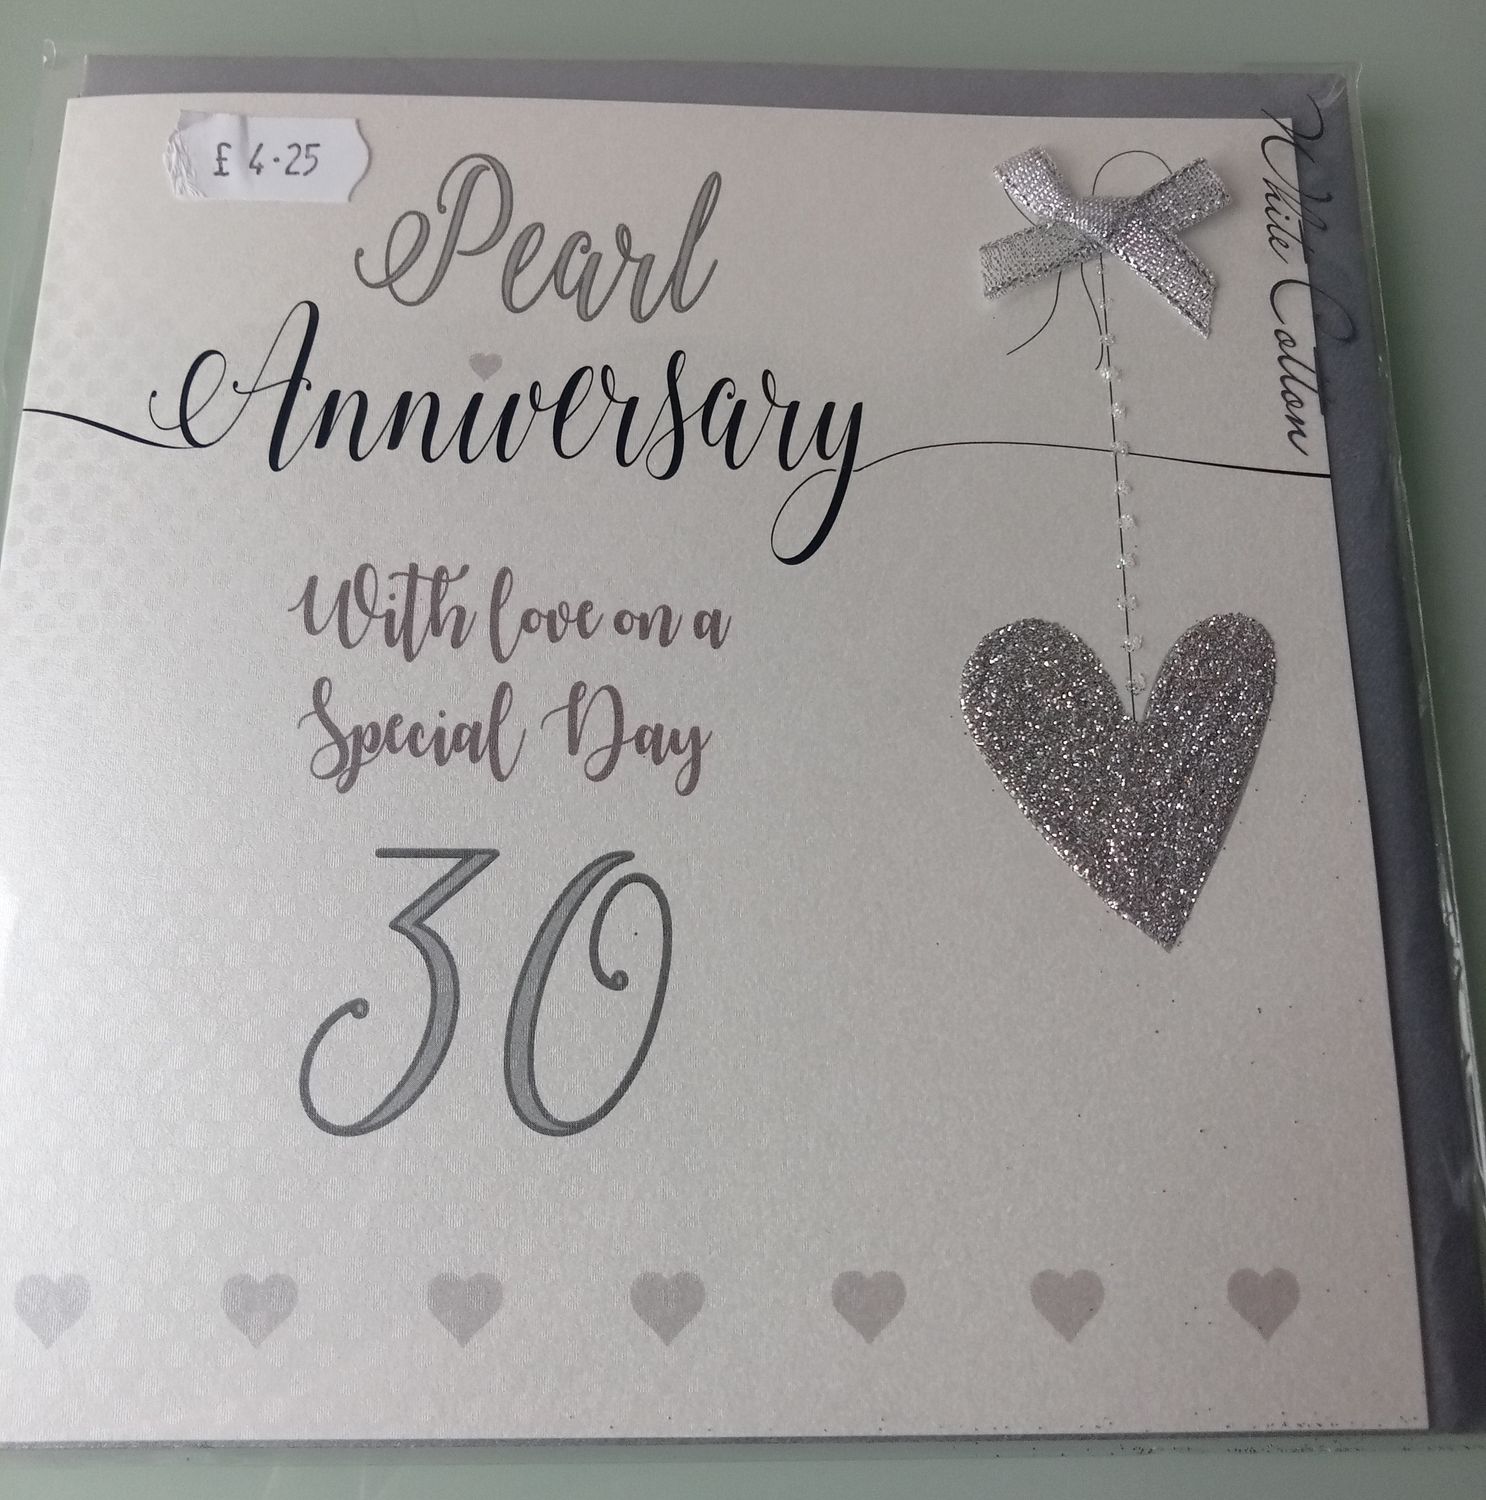 £ 4.25
Pearl
Anniversary
With love on a
Special Day
30
White Cotton